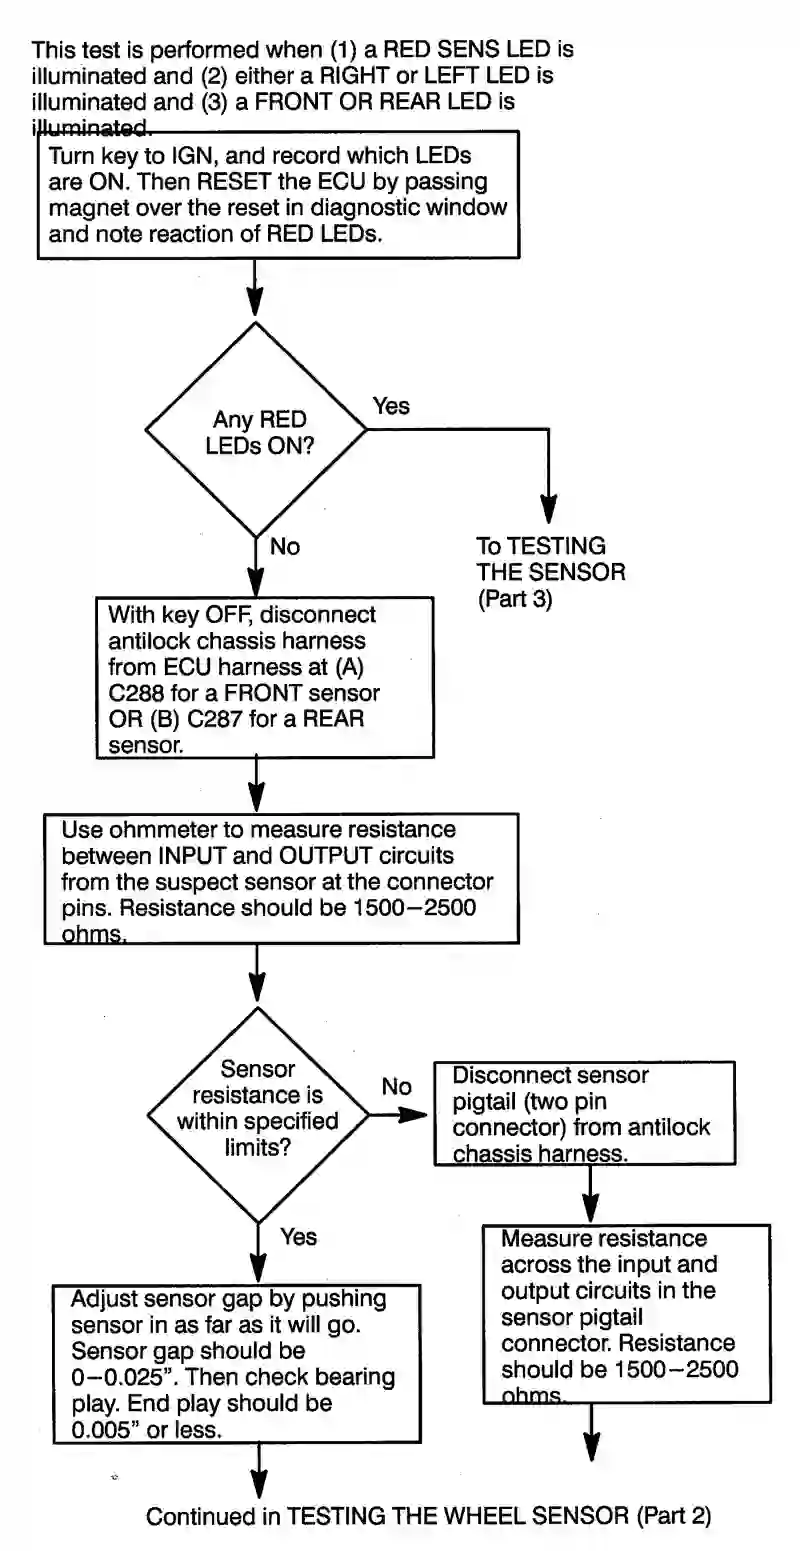 This test is performed when (1) a RED SENS LED is
illuminated and (2) either a RIGHT or LEFT LED is
illuminated and (3) a FRONT OR REAR LED is
illuminated.
Turn key to IGN, and record which LEDs
are ON. Then RESET the ECU by passing
magnet over the reset in diagnostic window
and note reaction of RED LEDs.
Any RED
LEDs ON?
Yes
No
To TESTING
THE SENSOR
(Part 3)
With key OFF, disconnect
antilock chassis harness
from ECU harness at (A)
C288 for a FRONT sensor
OR (B) C287 for a REAR
sensor.
Use ohmmeter to measure resistance
between INPUT and OUTPUT circuits
from the suspect sensor at the connector
pins. Resistance should be 1500–2500
ohms.
Sensor
resistance is
within specified
limits?
No
Disconnect sensor
pigtail (two pin
connector) from antilock
chassis harness.
Yes
Measure resistance
across the input and
output circuits in the
sensor pigtail
connector. Resistance
should be 1500–2500
ohms.
Adjust sensor gap by pushing
sensor in as far as it will go.
Sensor gap should be
0–0.025”. Then check bearing
play. End play should be
0.005” or less.
Continued in TESTING THE WHEEL SENSOR (Part 2)